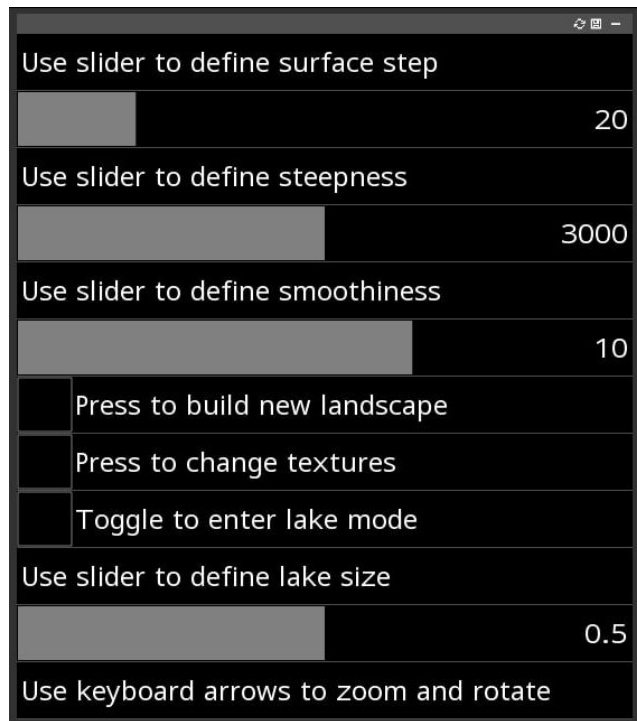 Use slider to define surface step
20
Use slider to define steepness
3000
Use slider to define smoothiness
10
Press to build new landscape
Press to change textures
Toggle to enter lake mode
Use slider to define lake size
0.5
Use keyboard arrows to zoom and rotate